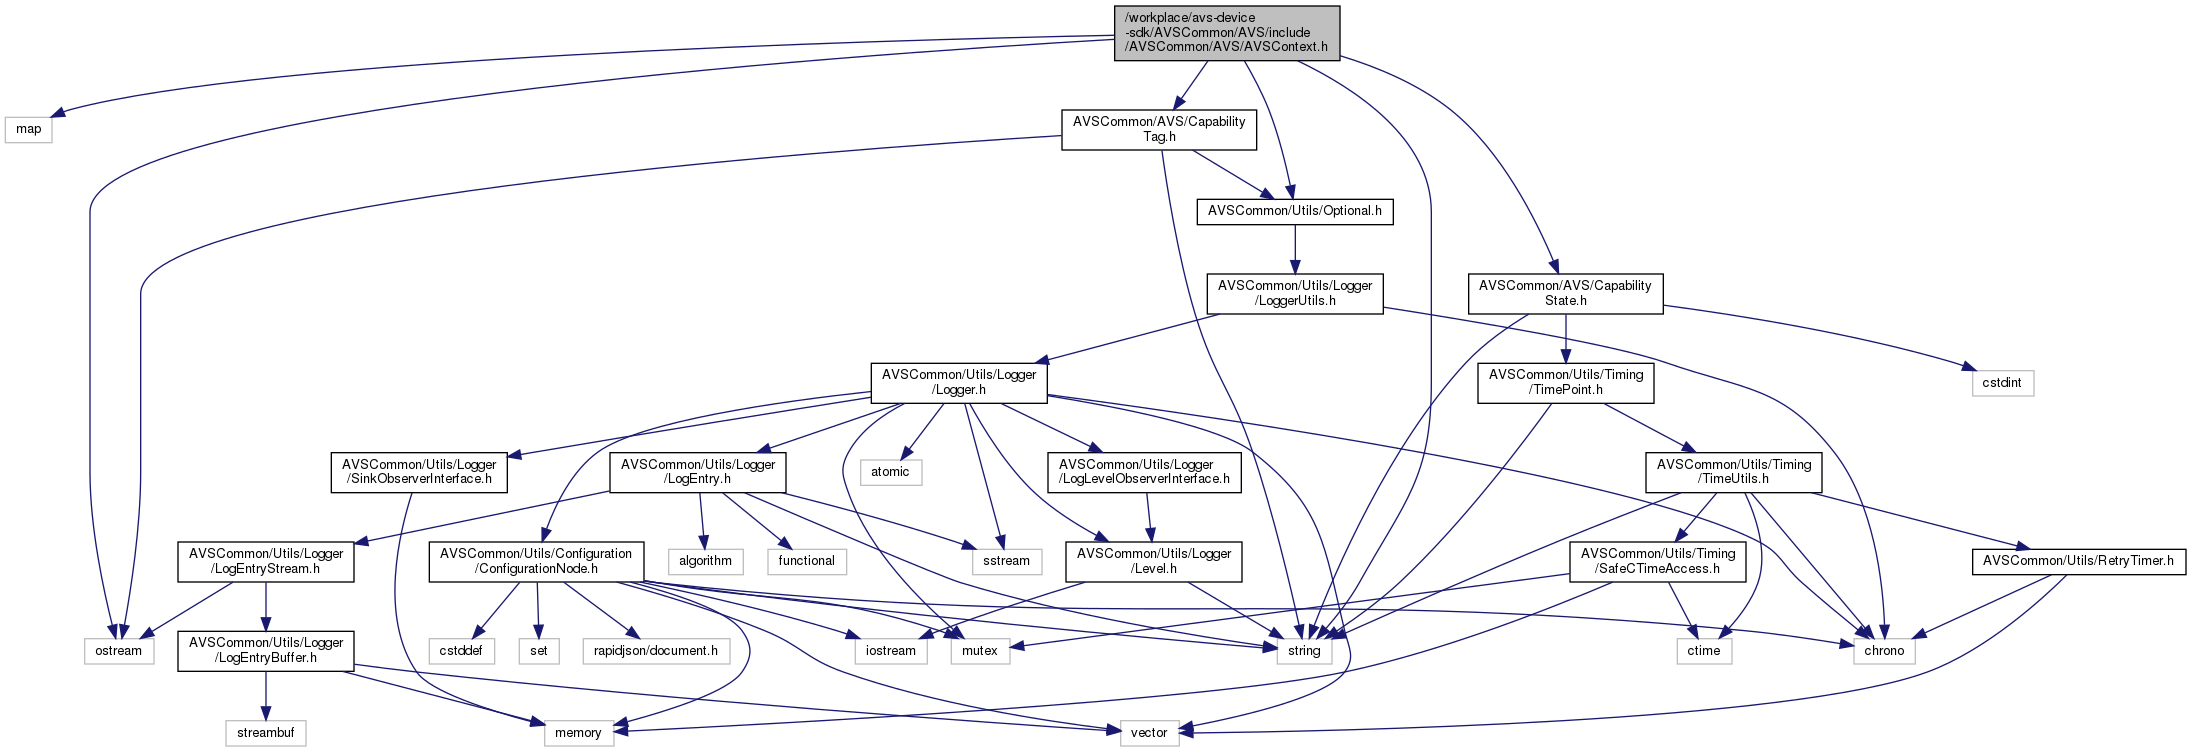 /workplace/avs-device
-sdk/AVSCommon/AVS/include
/AVSCommon/AVS/AVSContext.h
map
AVSCommon/AVS/Capability
Tag.h
AVSCommon/Utils/Optional.h
AVSCommon/Utils/Logger
/LoggerUtils.h
AVSCommon/AVS/Capability
State.h
AVSCommon/Utils/Logger
/Logger.h
AVSCommon/Utils/Timing
/TimePoint.h
cstdint
AVSCommon/Utils/Logger
/SinkObserverInterface.h
AVSCommon/Utils/Logger
/LogEntry.h
atomic
AVSCommon/Utils/Logger
/LogLevelObserverInterface.h
AVSCommon/Utils/Timing
/TimeUtils.h
AVSCommon/Utils/Logger
/LogEntryStream.h
AVSCommon/Utils/Configuration
/ConfigurationNode.h
algorithm
functional
sstream
AVSCommon/Utils/Logger
/Level.h
AVSCommon/Utils/Timing
/SafeCTimeAccess.h
AVSCommon/Utils/RetryTimer.h
ostream
AVSCommon/Utils/Logger
/LogEntryBuffer.h
cstddef
set
rapidjson/document.h
iostream
mutex
string
ctime
chrono
streambuf
memory
vector